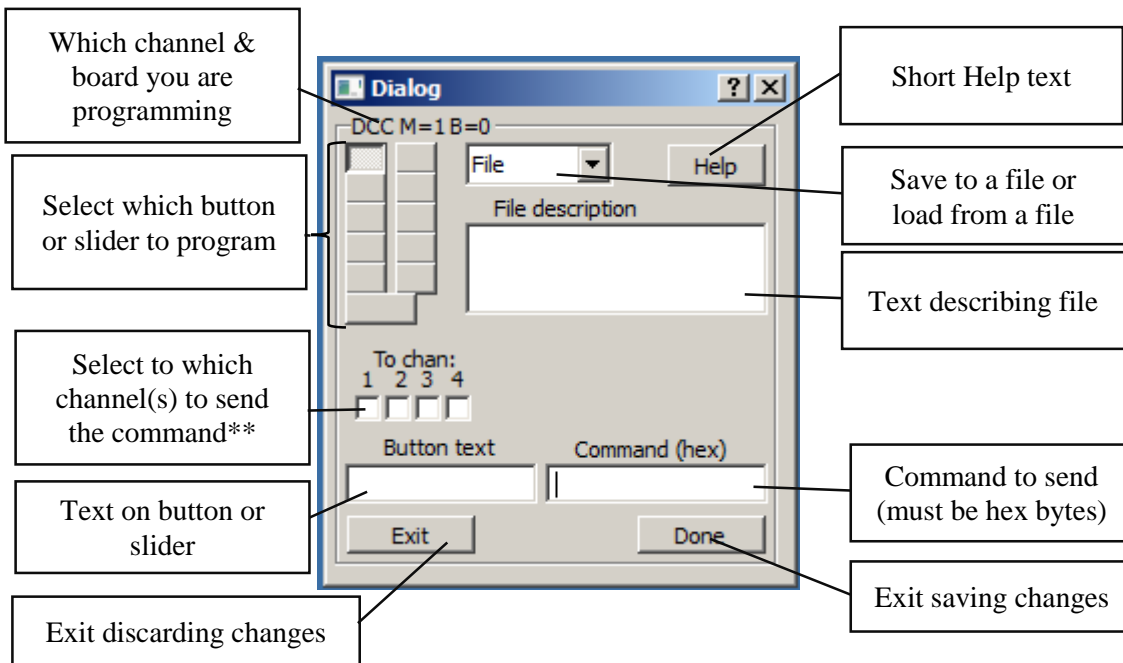 Which channel &
board you are
programming
Select which button
or slider to program
Select to which
channel(s) to send
the command**
Text on button or
slider
Exit discarding changes
Dialog
DCC M=1 B=0
File
Help
File description
To chan:
1 2 3 4
Button text
Command (hex)
Exit
Done
Short Help text
Save to a file or
load from a file
Text describing file
Command to send
(must be hex bytes)
Exit saving changes